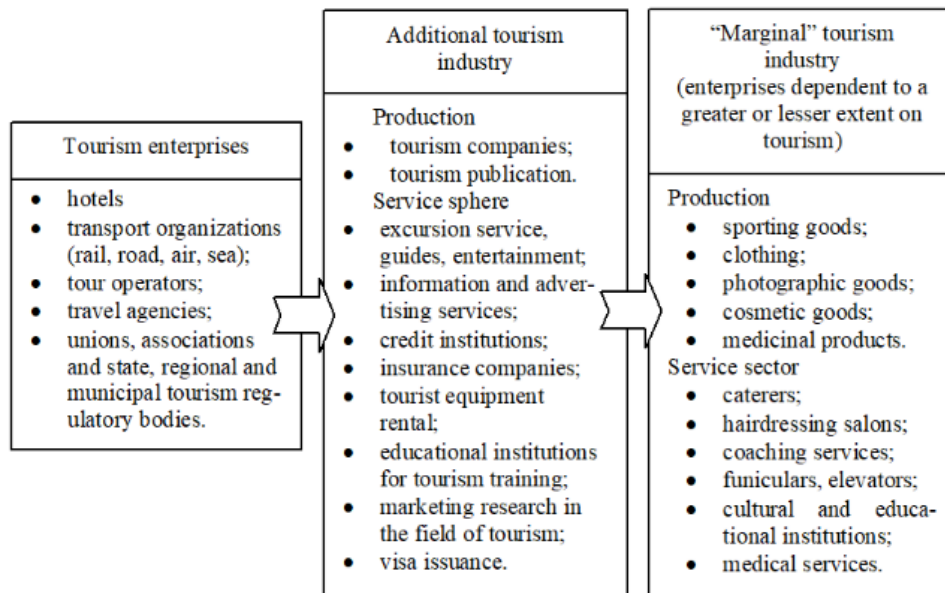 Tourism enterprises
● hotels
● transport organizations
(rail, road, air, sea);
● tour operators;
● travel agencies;
● unions, associations
and state, regional and
municipal tourism reg-
ulatory bodies.
Additional tourism
industry
Production
● tourism companies;
● tourism publication.
Service sphere
● excursion service,
guides, entertainment;
● information and adver-
tising services;
● credit institutions;
● insurance companies;
● tourist equipment
rental;
● educational institutions
for tourism training;
● marketing research in
the field of tourism;
● visa issuance.
“Marginal” tourism
industry
(enterprises dependent to a
greater or lesser extent on
tourism)
Production
● sporting goods;
● clothing;
● photographic goods;
● cosmetic goods;
● medicinal products.
Service sector
● caterers;
● hairdressing salons;
● coaching services;
● funiculars, elevators;
● cultural and educa-
tional institutions;
● medical services.